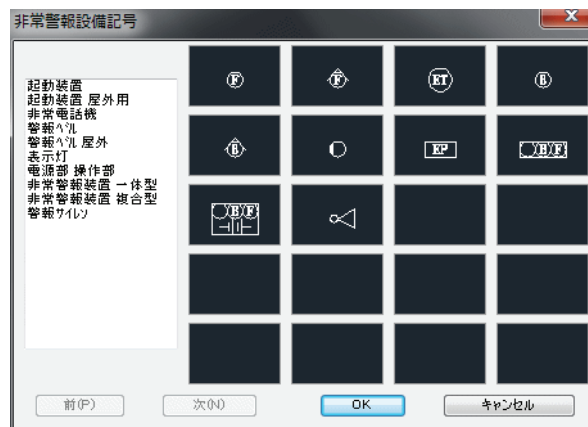 非常警報設備記号
起動装置
起動装置 屋外用
非常電話機
警報ベル
警報ベル 屋外
表示灯
電源部 操作部
非常警報装置 一体型
非常警報装置 複合型
警報サイレン
F F ET B
B EP B F
B F
前(P) 次(N) OK キャンセル